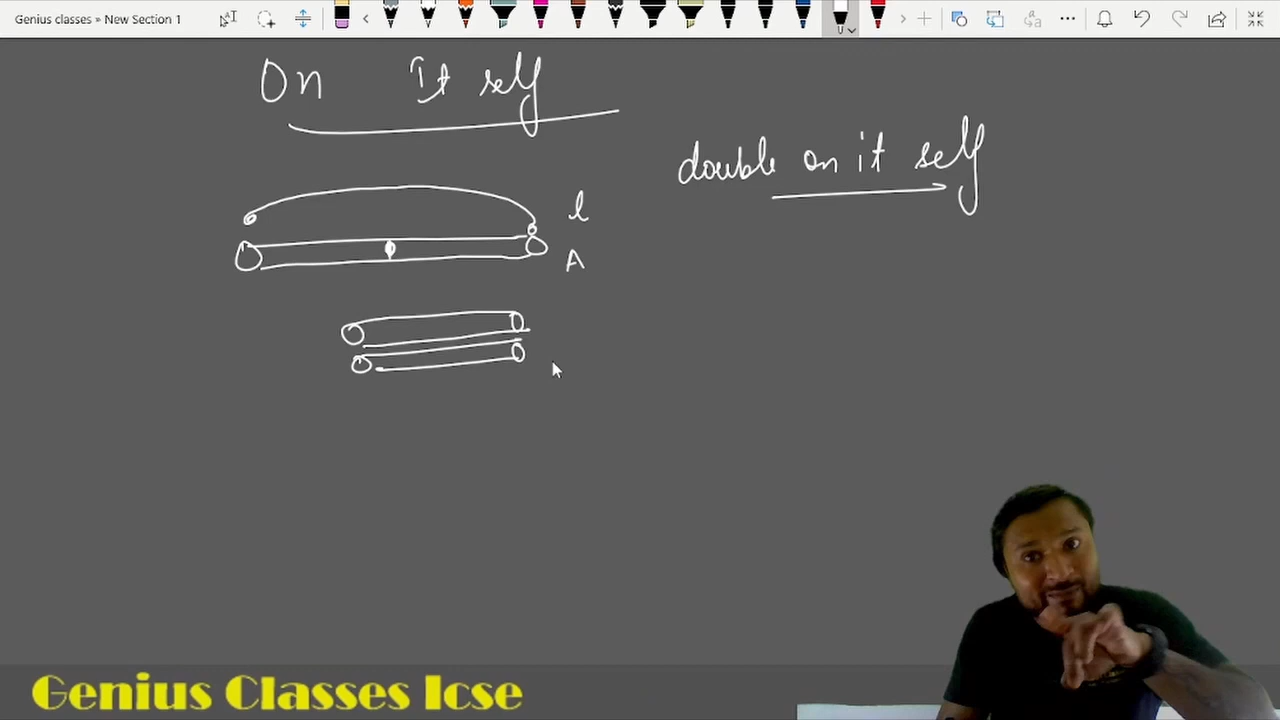 Genius classes » New Section 1
On It self
double on it self
l
A
Genius Classes Icse